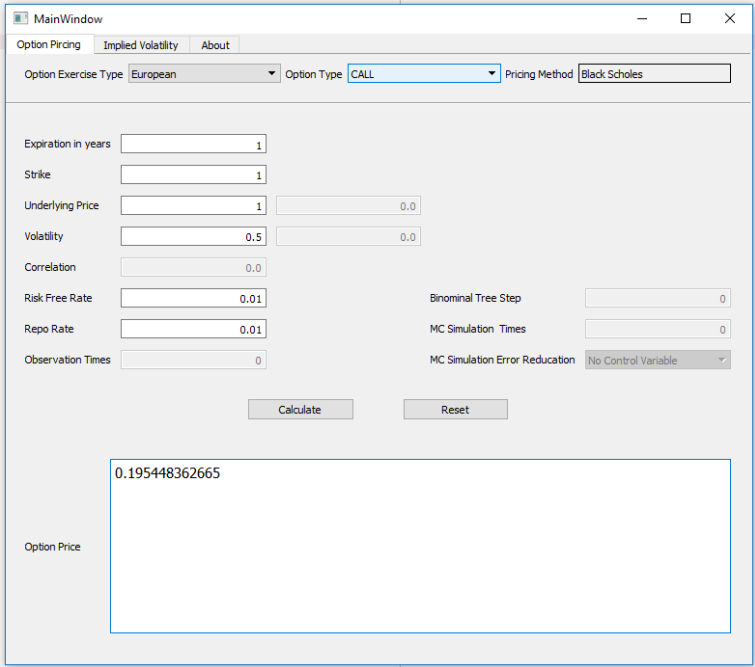 MainWindow
Option Pircing Implied Volatility About
Option Exercise Type European Option Type CALL Pricing Method Black Scholes
Expiration in years 1
Strike 1
Underlying Price 1 0.0
Volatility 0.5 0.0
Correlation 0.0
Risk Free Rate 0.01 Binominal Tree Step 0
Repo Rate 0.01 MC Simulation Times 0
Observation Times 0 MC Simulation Error Reducation No Control Variable
Calculate Reset
0.195448362665
Option Price